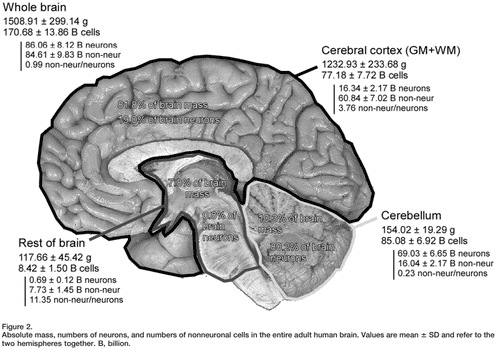 Whole brain
1508.91 ± 299.14 g
170.68 ± 13.86 B cells
86.06 ± 8.12 B neurons
84.61 ± 9.83 B non-neur
0.99 non-neur/neurons
Cerebral cortex (GM+WM)
1232.93 ± 233.68 g
77.18 ± 7.72 B cells
16.34 ± 2.17 B neurons
60.84 ± 7.02 B non-neur
3.76 non-neur/neurons
81.8% of brain mass
19.0% of brain neurons
7.8% of brain
mass
0.8% of
brain
neurons
10.3% of brain
mass
80.2% of brain
neurons
Rest of brain
117.66 ± 45.42 g
8.42 ± 1.50 B cells
0.69 ± 0.12 B neurons
7.73 ± 1.45 B non-neur
11.35 non-neur/neurons
Cerebellum
154.02 ± 19.29 g
85.08 ± 6.92 B cells
69.03 ± 6.65 B neurons
16.04 ± 2.17 B non-neur
0.23 non-neur/neurons
Figure 2.
Absolute mass, numbers of neurons, and numbers of nonneuronal cells in the entire adult human brain. Values are mean ± SD and refer to the
two hemispheres together. B, billion.